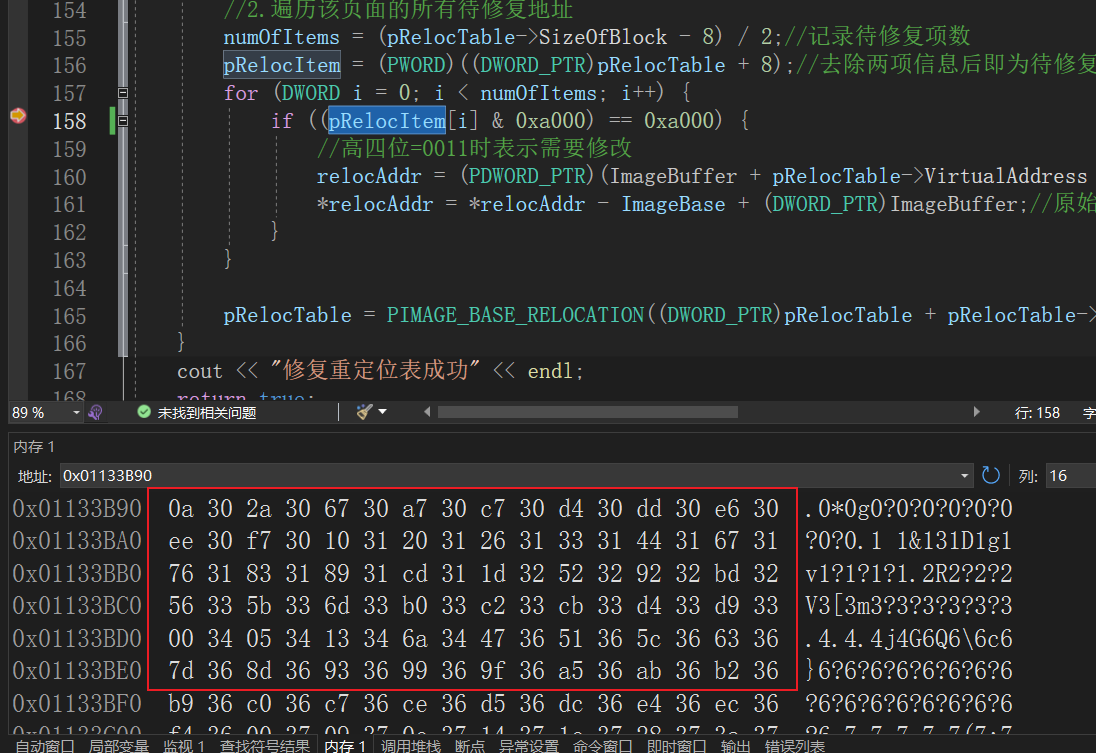 154 //2.遍历该页面的所有待修复地址
155 numOfItems = (pRelocTable->SizeOfBlock - 8) / 2;//记录待修复项数
156 pRelocItem = (PWORD)((DWORD_PTR)pRelocTable + 8);//去除两项信息后即为待修复
157 for (DWORD i = 0; i < numOfItems; i++) {
158 if ((pRelocItem[i] & 0xa000) == 0xa000) {
159 //高四位=0011时表示需要修改
160 relocAddr = (PDWORD_PTR)(ImageBuffer + pRelocTable->VirtualAddress
161 *relocAddr = *relocAddr - ImageBase + (DWORD_PTR)ImageBuffer;//原始
162 }
163 }
164
165 pRelocTable = PIMAGE_BASE_RELOCATION((DWORD_PTR)pRelocTable + pRelocTable->
166 }
167 cout << "修复重定位表成功" << endl;
168 return true;
89 % 未找到相关问题 行: 158 字
内存 1
地址: 0x01133B90 列: 16
0x01133B90 0a 30 2a 30 67 30 a7 30 c7 30 d4 30 dd 30 e6 30 .0*0g0?0?0?0?0?0
0x01133BA0 ee 30 f7 30 10 31 20 31 26 31 33 31 44 31 67 31 ?0?0.1 1&131D1g1
0x01133BB0 76 31 83 31 89 31 cd 31 1d 32 52 32 92 32 bd 32 v1?1?1?1.2R2?2?2
0x01133BC0 56 33 5b 33 6d 33 b0 33 c2 33 cb 33 d4 33 d9 33 V3[3m3?3?3?3?3?3
0x01133BD0 00 34 05 34 13 34 6a 34 47 36 51 36 5c 36 63 36 .4.4.4j4G6Q6\6c6
0x01133BE0 7d 36 8d 36 93 36 99 36 9f 36 a5 36 ab 36 b2 36 }6?6?6?6?6?6?6?6
0x01133BF0 b9 36 c0 36 c7 36 ce 36 d5 36 dc 36 e4 36 ec 36 ?6?6?6?6?6?6?6?6
自动窗口 局部变量 监视 1 查找符号结果 内存 1 调用堆栈 断点 异常设置 命令窗口 即时窗口 输出 错误列表